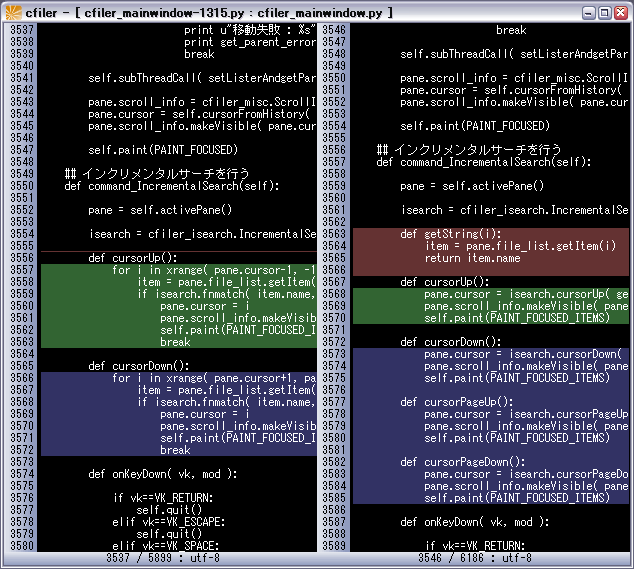 cfiler - [ cfiler_mainwindow-1315.py : cfiler_mainwindow.py ]
3537 print u"移動失敗 : %s"
3538 print get_parent_error
3539 break
3540
3541 self.subThreadCall( setListerAndgetPar
3542
3543 pane.scroll_info = cfiler_misc.ScrollI
3544 pane.cursor = self.cursorFromHistory(
3545 pane.scroll_info.makeVisible( pane.cur
3546
3547 self.paint(PAINT_FOCUSED)
3548
3549 ## インクリメンタルサーチを行う
3550 def command_IncrementalSearch(self):
3551
3552 pane = self.activePane()
3553
3554 isearch = cfiler_isearch.IncrementalSe
3555
3556 def cursorUp():
3557 for i in xrange( pane.cursor-1, -1
3558 item = pane.file_list.getItem(
3559 if isearch.fnmatch( item.name,
3560 pane.cursor = i
3561 pane.scroll_info.makeVisib
3562 self.paint(PAINT_FOCUSED_I
3563 break
3564
3565 def cursorDown():
3566 for i in xrange( pane.cursor+1, pa
3567 item = pane.file_list.getItem(
3568 if isearch.fnmatch( item.name,
3569 pane.cursor = i
3570 pane.scroll_info.makeVisib
3571 self.paint(PAINT_FOCUSED_I
3572 break
3573
3574 def onKeyDown( vk, mod ):
3575
3576 if vk==VK_RETURN:
3577 self.quit()
3578 elif vk==VK_ESCAPE:
3579 self.quit()
3580 elif vk==VK_SPACE:
3537 / 5899 : utf-8
3546 break
3547
3548 self.subThreadCall( setListerAndgetPar
3549
3550 pane.scroll_info = cfiler_misc.ScrollI
3551 pane.cursor = self.cursorFromHistory(
3552 pane.scroll_info.makeVisible( pane.cur
3553
3554 self.paint(PAINT_FOCUSED)
3555
3556 ## インクリメンタルサーチを行う
3557 def command_IncrementalSearch(self):
3558
3559 pane = self.activePane()
3560
3561 isearch = cfiler_isearch.IncrementalSe
3562
3563 def getString(i):
3564 item = pane.file_list.getItem(i)
3565 return item.name
3566
3567 def cursorUp():
3568 pane.cursor = isearch.cursorUp( ge
3569 pane.scroll_info.makeVisible( pane
3570 self.paint(PAINT_FOCUSED_ITEMS)
3571
3572 def cursorDown():
3573 pane.cursor = isearch.cursorDown(
3574 pane.scroll_info.makeVisible( pane
3575 self.paint(PAINT_FOCUSED_ITEMS)
3576
3577 def cursorPageUp():
3578 pane.cursor = isearch.cursorPageUp
3579 pane.scroll_info.makeVisible( pane
3580 self.paint(PAINT_FOCUSED_ITEMS)
3581
3582 def cursorPageDown():
3583 pane.cursor = isearch.cursorPageDo
3584 pane.scroll_info.makeVisible( pane
3585 self.paint(PAINT_FOCUSED_ITEMS)
3586
3587 def onKeyDown( vk, mod ):
3588
3589 if vk==VK_RETURN:
3546 / 6186 : utf-8